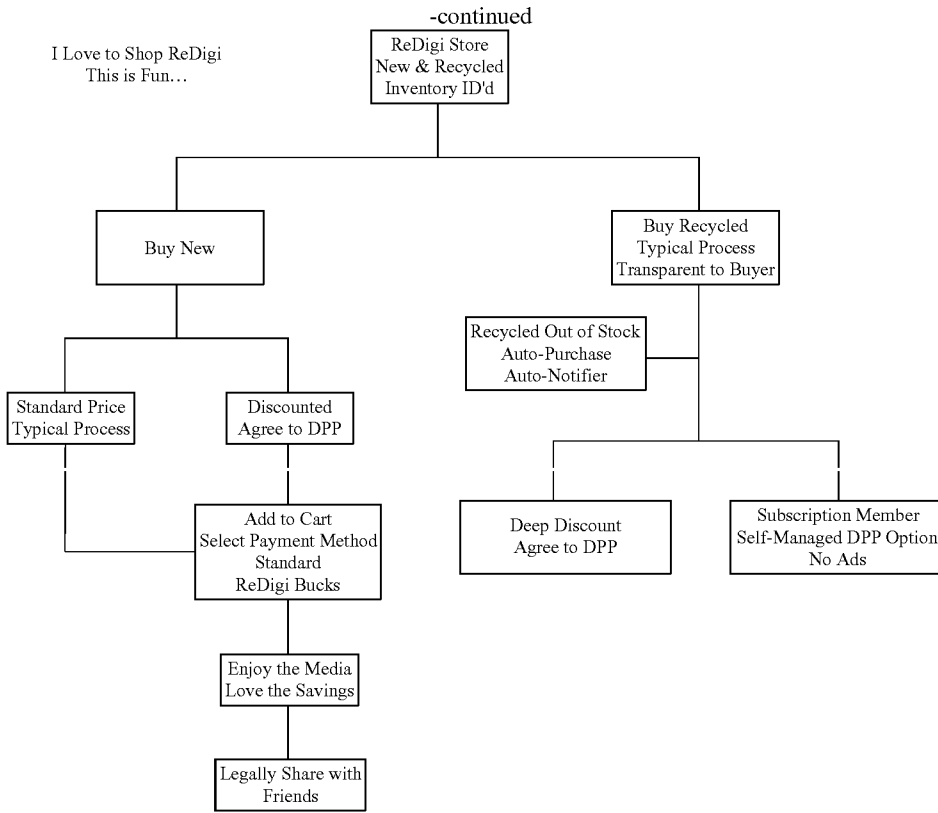 -continued
I Love to Shop ReDigi
This is Fun…
ReDigi Store
New & Recycled
Inventory ID'd
Buy New
Buy Recycled
Typical Process
Transparent to Buyer
Recycled Out of Stock
Auto-Purchase
Auto-Notifier
Standard Price
Typical Process
Discounted
Agree to DPP
Add to Cart
Select Payment Method
Standard
ReDigi Bucks
Deep Discount
Agree to DPP
Subscription Member
Self-Managed DPP Option
No Ads
Enjoy the Media
Love the Savings
Legally Share with
Friends